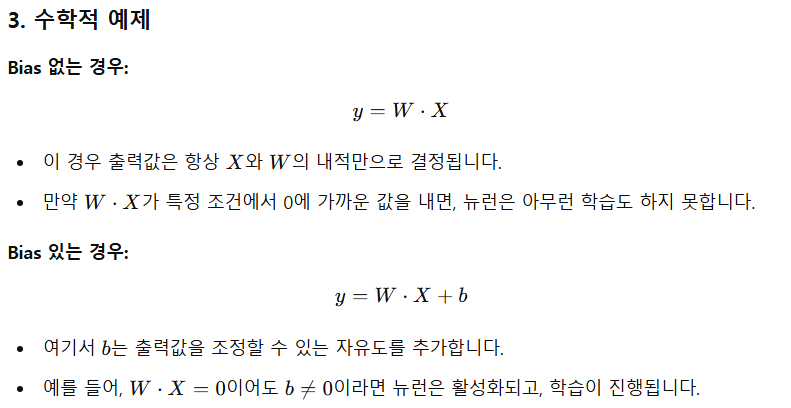 3. 수학적 예제
Bias 없는 경우:
y = W · X
• 이 경우 출력값은 항상 X와 W의 내적만으로 결정됩니다.
• 만약 W · X가 특정 조건에서 0에 가까운 값을 내면, 뉴런은 아무런 학습도 하지 못합니다.
Bias 있는 경우:
y = W · X + b
• 여기서 b는 출력값을 조정할 수 있는 자유도를 추가합니다.
• 예를 들어, W · X = 0이어도 b ≠ 0이라면 뉴런은 활성화되고, 학습이 진행됩니다.